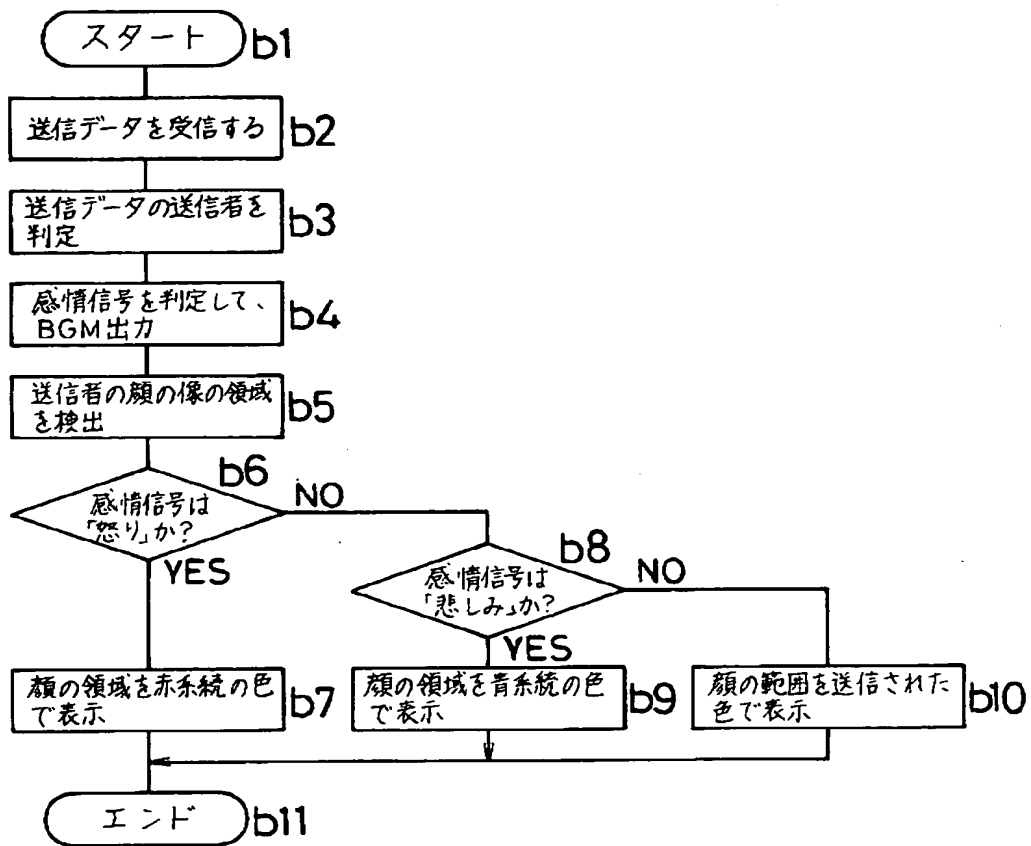 スタート
b1
送信データを受信する
b2
送信データの送信者を
判定
b3
感情信号を判定して、
BGM出力
b4
送信者の顔の像の領域
を検出
b5
b6
感情信号は
「怒り」か?
NO
YES
b8
感情信号は
「悲しみ」か?
NO
YES
顔の領域を赤系統の色
で表示
b7
顔の領域を青系統の色
で表示
b9
顔の範囲を送信された
色で表示
b10
エンド
b11